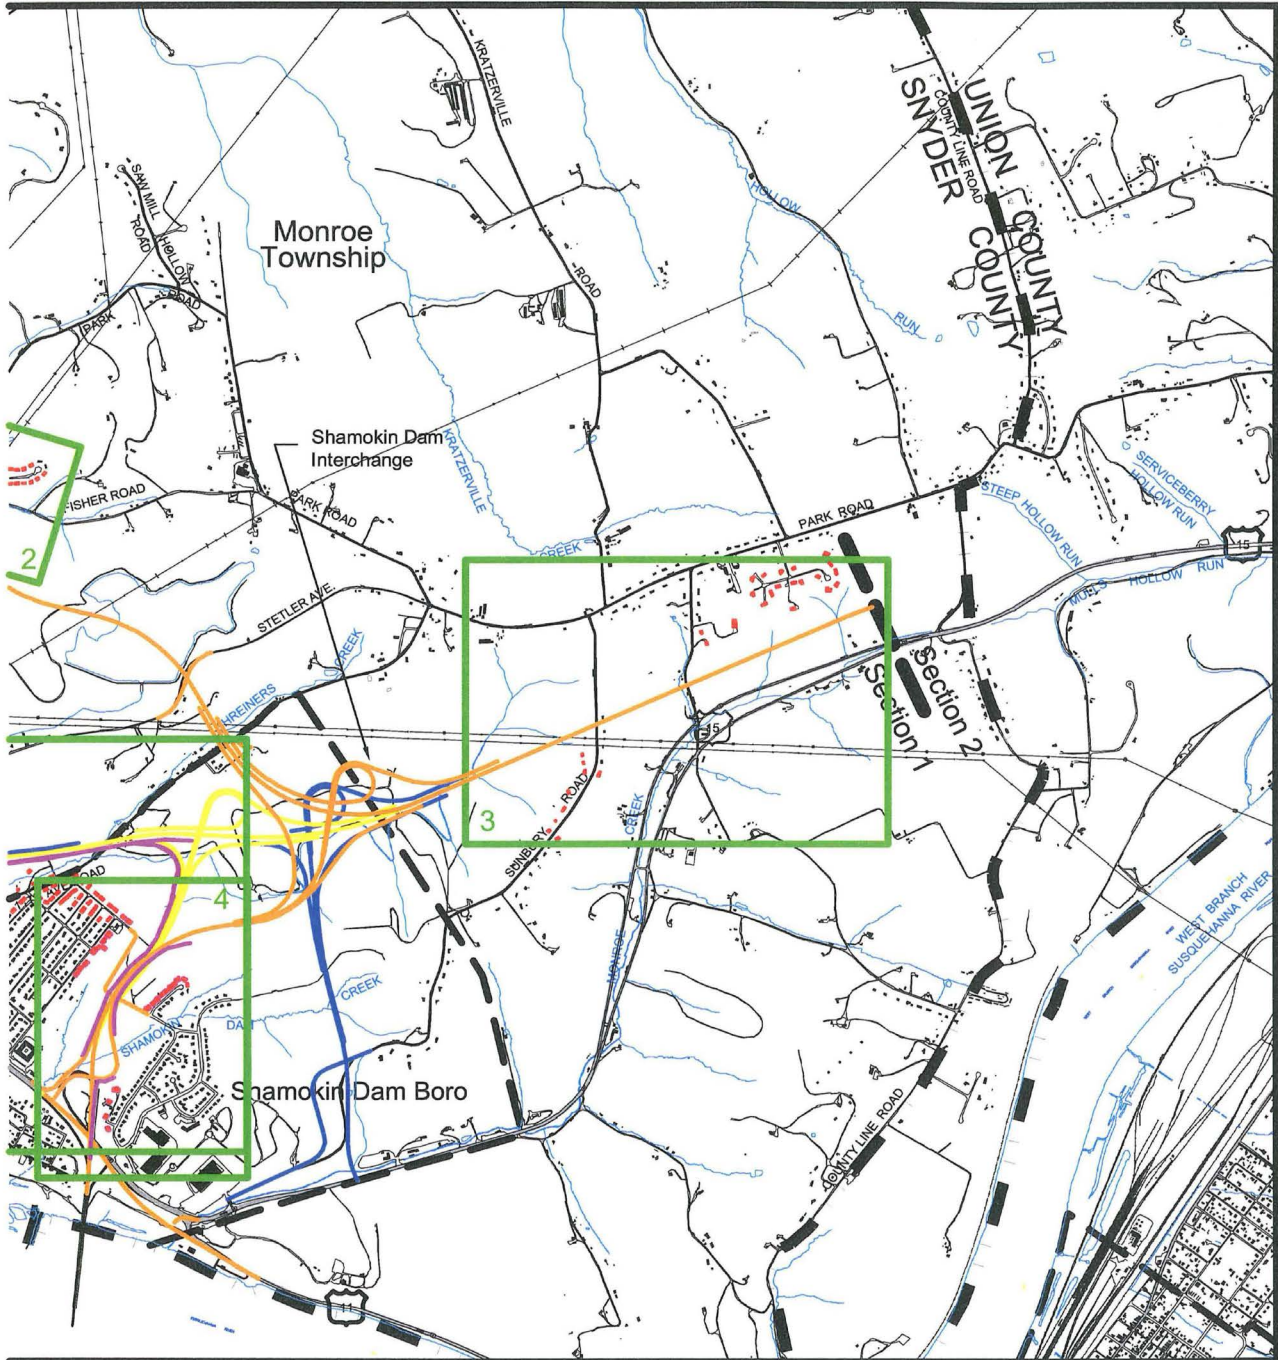 KRATZERVILLE
ROAD
UNION COUNTY
COUNTY LINE ROAD
SNYDER COUNTY
SAW MILL
HOLLOW
ROAD
ROAD
PARK
HOLLOW
RUN
Monroe
Township
Shamokin Dam
Interchange
KRATZERVILLE
CREEK
FISHER ROAD
PARK ROAD
PARK ROAD
STEEP HOLLOW RUN
SERVICEBERRY
HOLLOW RUN
15
HOLLOW RUN
2
STETLER AVE.
CREEK
Section 2
Section 1
15
3
SUNBURY
ROAD
CREEK
MONROE
4
ROAD
WEST BRANCH
SUSQUEHANNA RIVER
SHAMOKIN
DAM
CREEK
Shamokin Dam Boro
COUNTY LINE ROAD
11